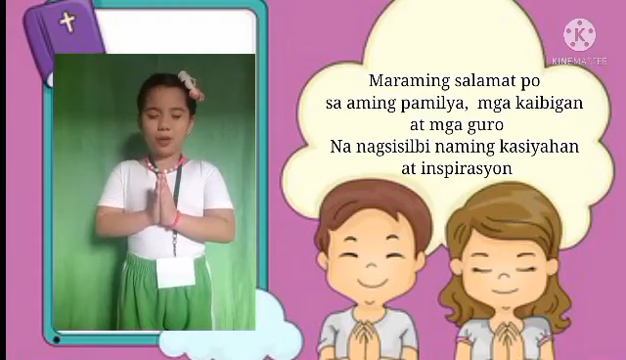 K
KINEMASTER
Maraming salamat po
sa aming pamilya, mga kaibigan
at mga guro
Na nagsisilbi naming kasiyahan
at inspirasyon